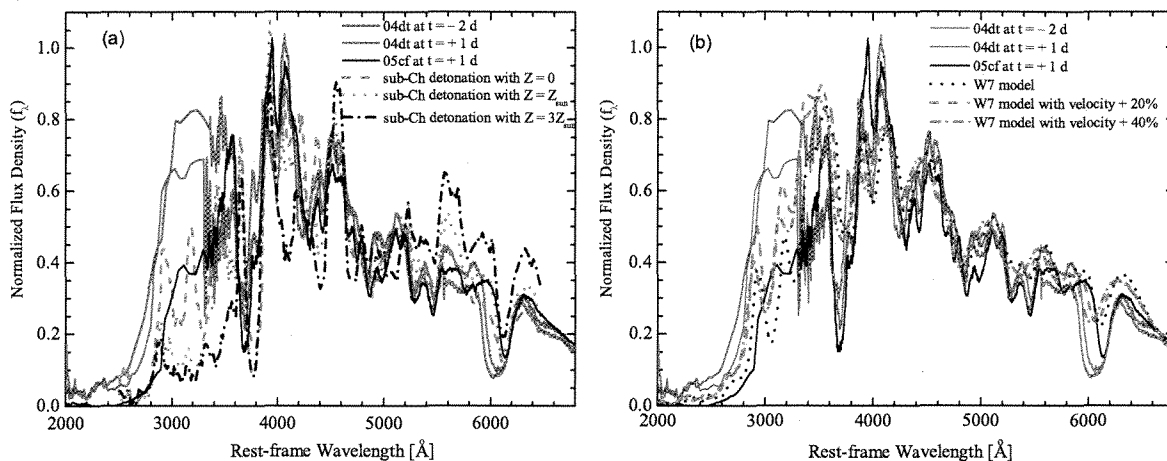 (a)
04dt at t = − 2 d
04dt at t = + 1 d
05cf at t = + 1 d
sub-Ch detonation with Z = 0
sub-Ch detonation with Z = Z_sun
sub-Ch detonation with Z = 3Z_sun
Normalized Flux Density (f_λ)
1.0
0.8
0.6
0.4
0.2
0.0
2000 3000 4000 5000 6000
Rest-frame Wavelength [Å]
(b)
04dt at t = − 2 d
04dt at t = + 1 d
05cf at t = + 1 d
W7 model
W7 model with velocity + 20%
W7 model with velocity + 40%
Normalized Flux Density (f_λ)
1.0
0.8
0.6
0.4
0.2
0.0
2000 3000 4000 5000 6000
Rest-frame Wavelength [Å]